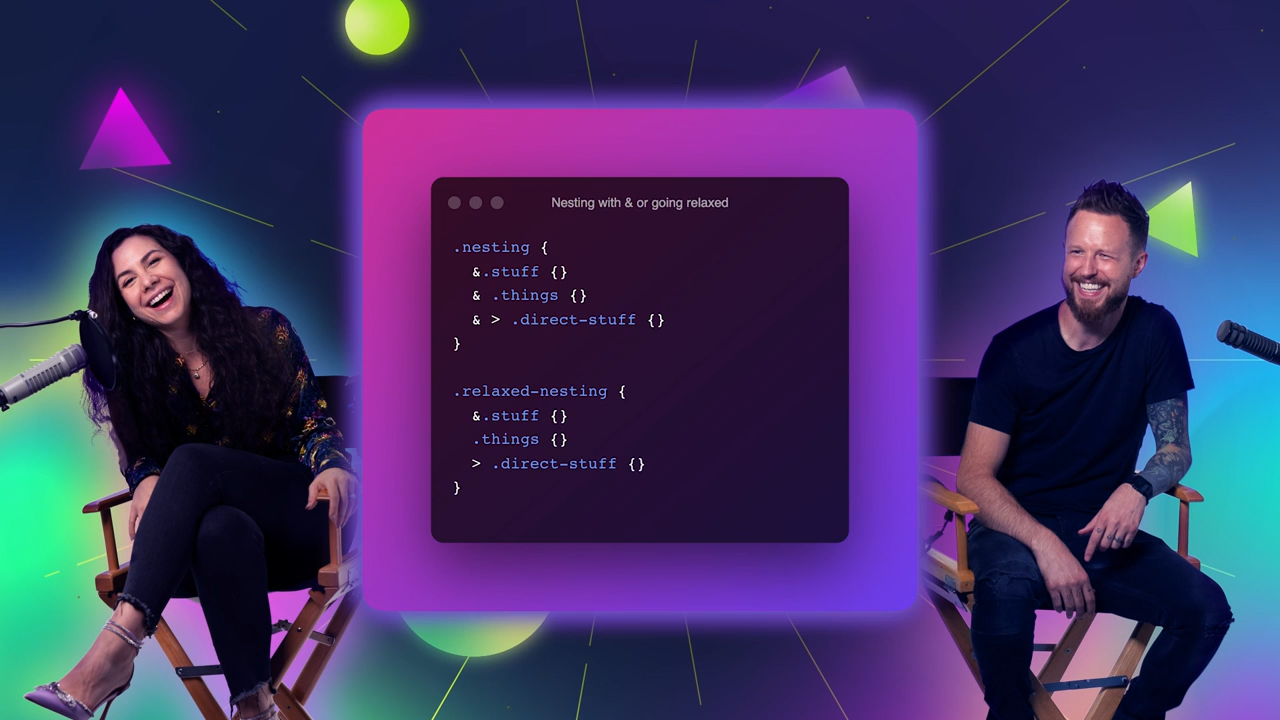 Nesting with & or going relaxed
.nesting {
&.stuff {}
& .things {}
& > .direct-stuff {}
}
.relaxed-nesting {
&.stuff {}
.things {}
> .direct-stuff {}
}